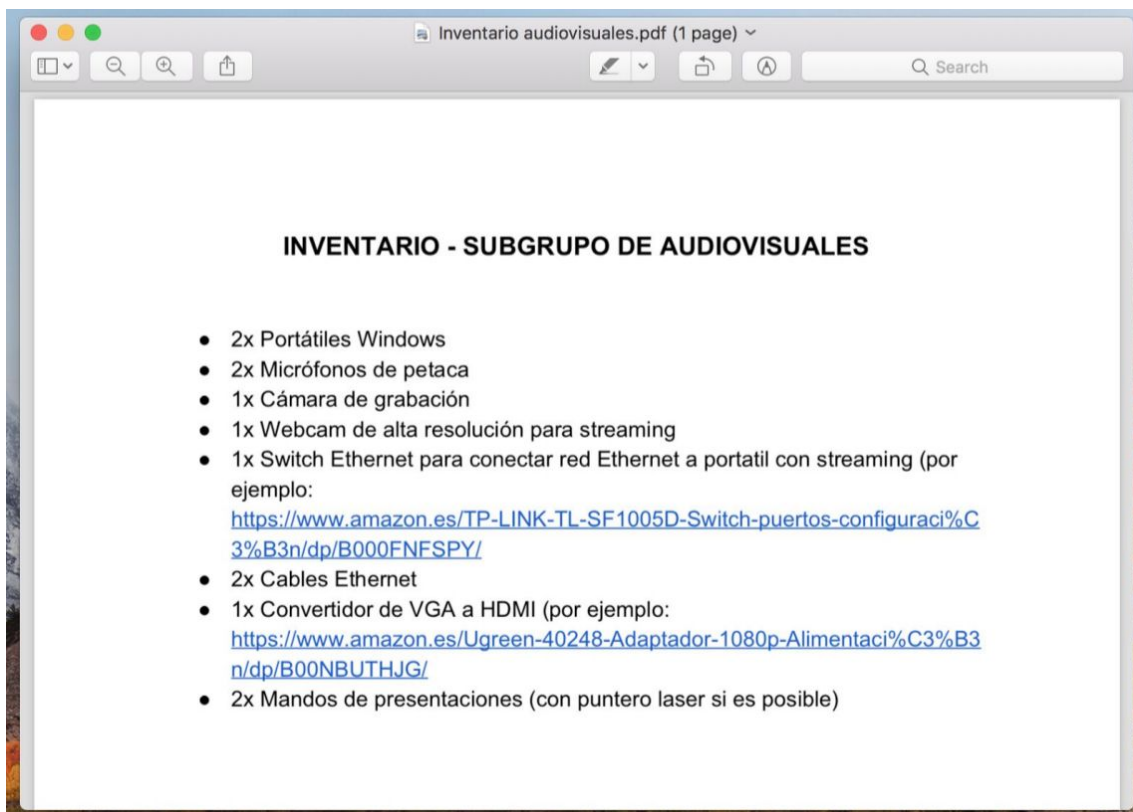 Inventario audiovisuales.pdf (1 page)
Search
INVENTARIO - SUBGRUPO DE AUDIOVISUALES
● 2x Portátiles Windows
● 2x Micrófonos de petaca
● 1x Cámara de grabación
● 1x Webcam de alta resolución para streaming
● 1x Switch Ethernet para conectar red Ethernet a portatil con streaming (por
ejemplo:
https://www.amazon.es/TP-LINK-TL-SF1005D-Switch-puertos-configuraci%C
3%B3n/dp/B000FNFSPY/
● 2x Cables Ethernet
● 1x Convertidor de VGA a HDMI (por ejemplo:
https://www.amazon.es/Ugreen-40248-Adaptador-1080p-Alimentaci%C3%B3
n/dp/B00NBUTHJG/
● 2x Mandos de presentaciones (con puntero laser si es posible)